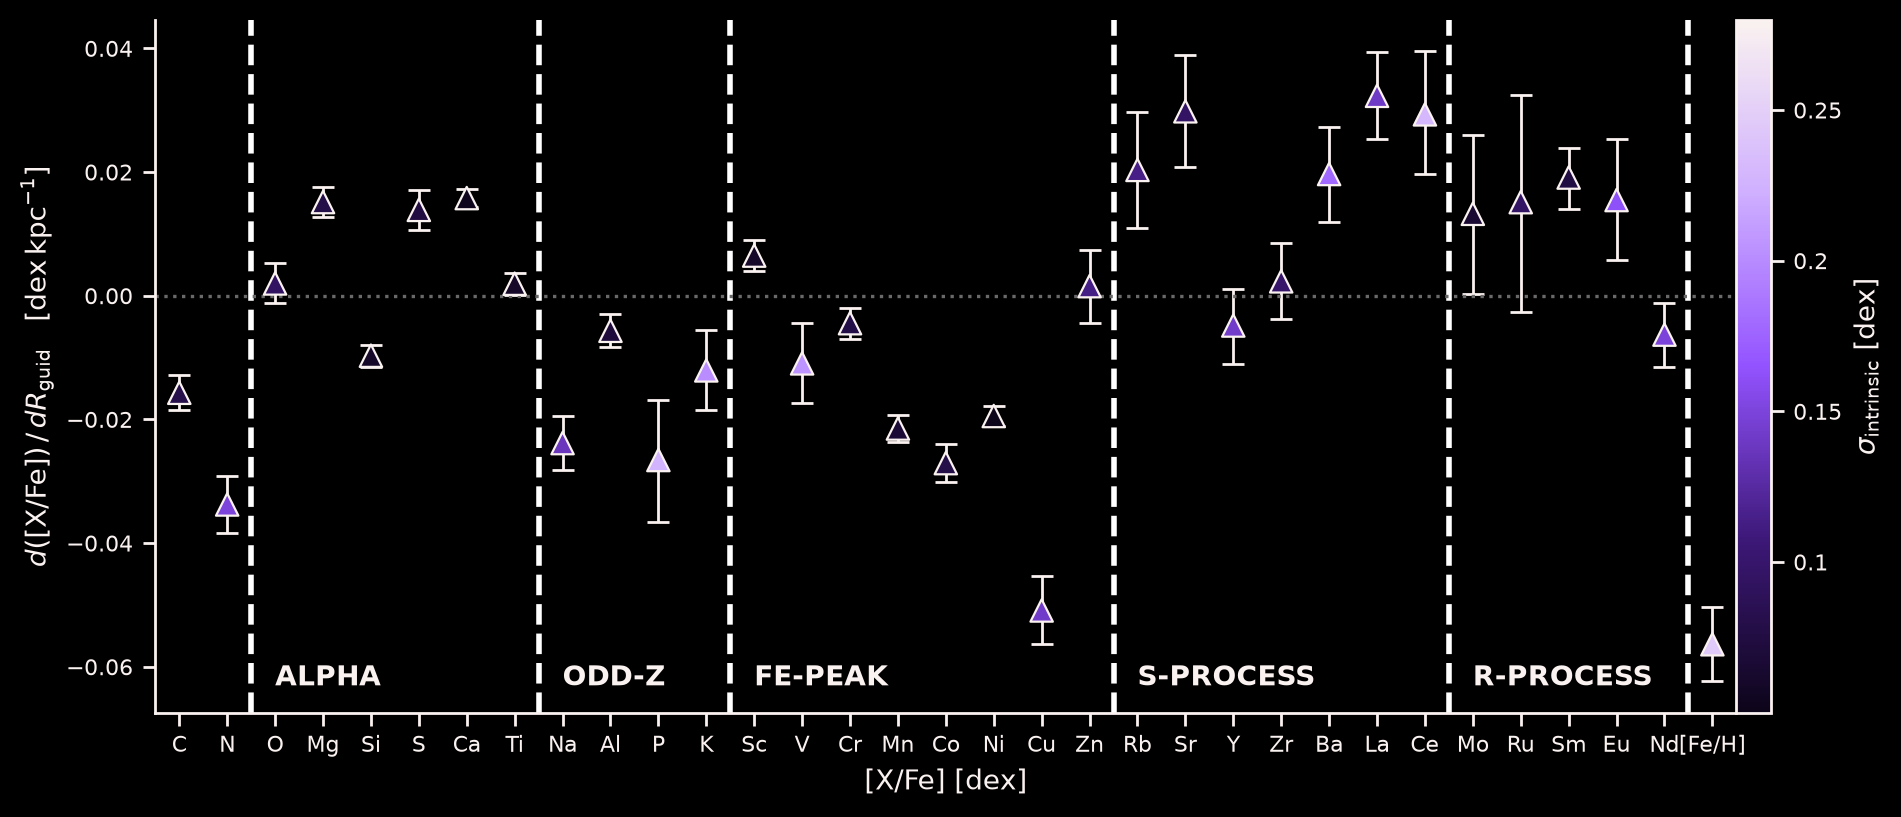 0.04
0.02
0.00
−0.02
−0.04
−0.06
d([X/Fe]) / dR_guid [dex kpc⁻¹]
ALPHA
ODD-Z
FE-PEAK
S-PROCESS
R-PROCESS
C N O Mg Si S Ca Ti Na Al P K Sc V Cr Mn Co Ni Cu Zn Rb Sr Y Zr Ba La Ce Mo Ru Sm Eu Nd [Fe/H]
[X/Fe] [dex]
0.25
0.2
0.15
0.1
σ_intrinsic [dex]